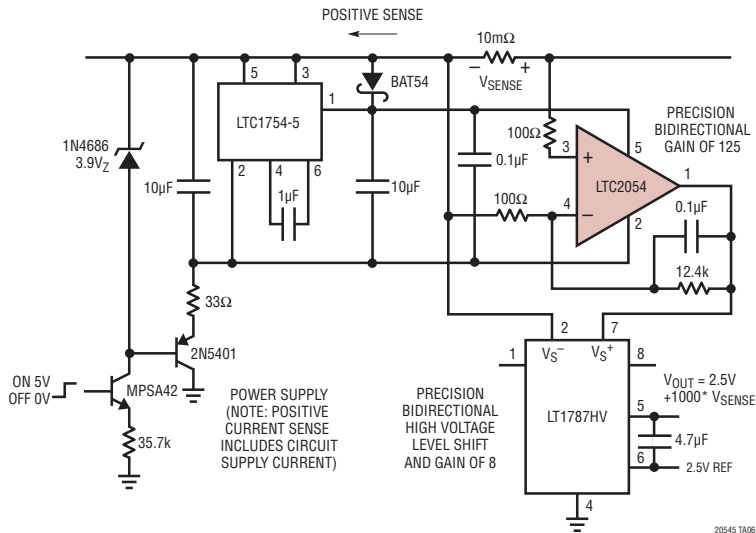 POSITIVE SENSE
10mΩ
– VSENSE +
BAT54
5
3
1
LTC1754-5
2
4
6
1µF
10µF
10µF
0.1µF
1N4686
3.9VZ
100Ω
100Ω
3
+
4
–
5
2
1
LTC2054
PRECISION
BIDIRECTIONAL
GAIN OF 125
0.1µF
12.4k
33Ω
2N5401
ON 5V
OFF 0V
MPSA42
35.7k
POWER SUPPLY
(NOTE: POSITIVE
CURRENT SENSE
INCLUDES CIRCUIT
SUPPLY CURRENT)
PRECISION
BIDIRECTIONAL
HIGH VOLTAGE
LEVEL SHIFT
AND GAIN OF 8
2
7
1
VS–
VS+
8
LT1787HV
5
6
4
VOUT = 2.5V
+1000* VSENSE
4.7µF
2.5V REF
20545 TA06